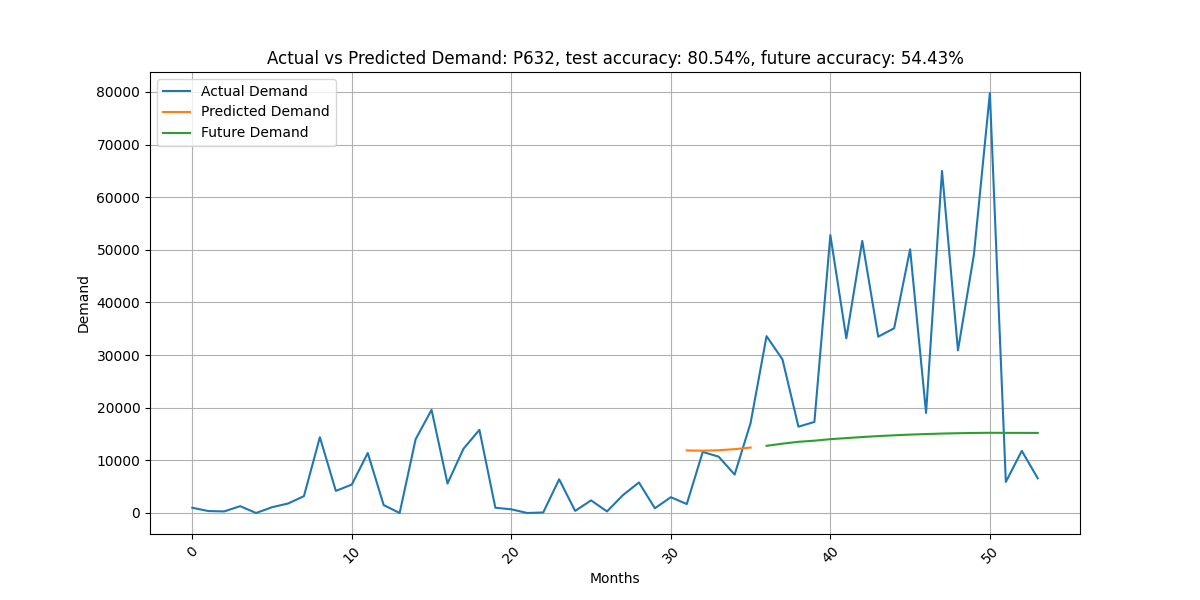 Actual vs Predicted Demand: P632, test accuracy: 80.54%, future accuracy: 54.43%
Actual Demand
Predicted Demand
Future Demand
80000
70000
60000
50000
40000
30000
20000
10000
0
Demand
0
10
20
30
40
50
Months